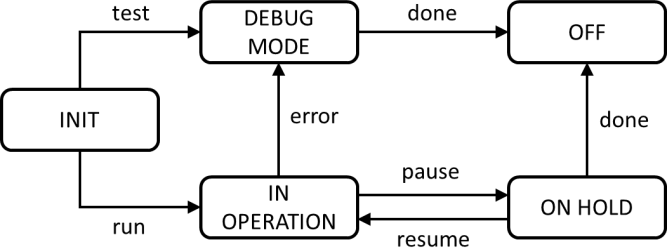 test
DEBUG
MODE
done
OFF
INIT
error
done
run
IN
OPERATION
pause
resume
ON HOLD